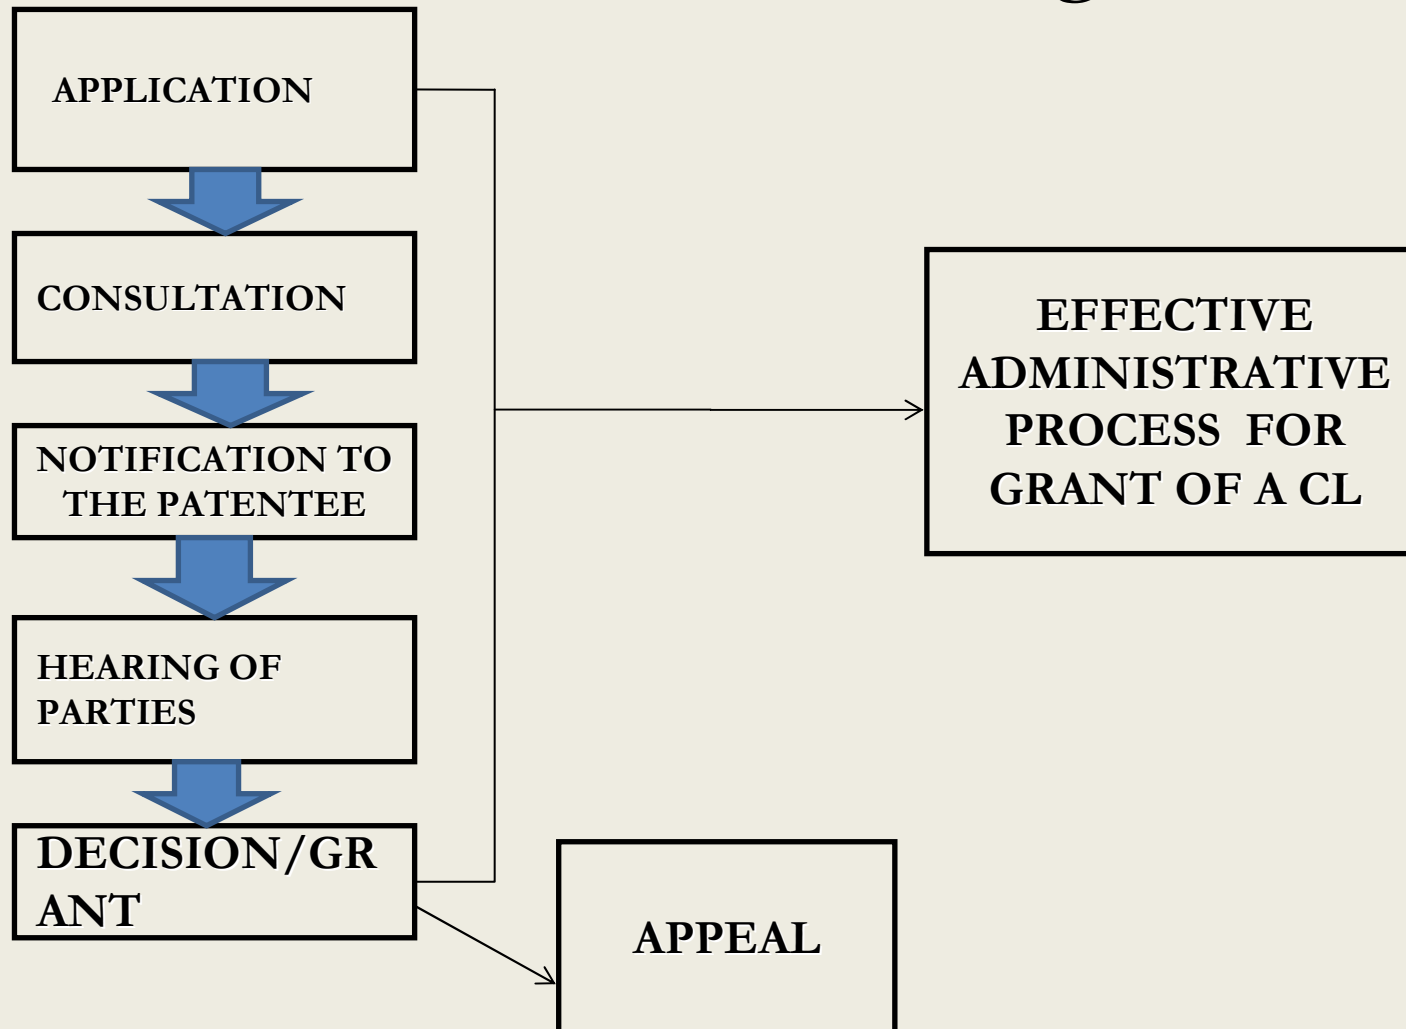 APPLICATION
CONSULTATION
NOTIFICATION TO
THE PATENTEE
HEARING OF
PARTIES
DECISION/GR
ANT
APPEAL
EFFECTIVE
ADMINISTRATIVE
PROCESS FOR
GRANT OF A CL